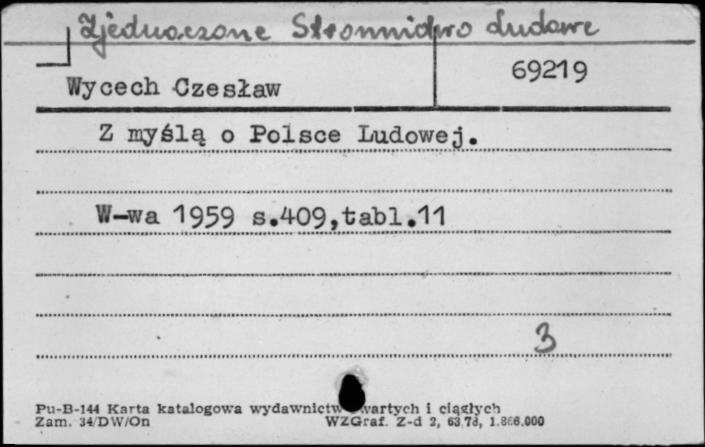 Zjednoczone Stronnictwo Ludowe
Wycech Czesław
69219
Z myślą o Polsce Ludowej.
W-wa 1959 s.409,tabl.11
3
Pu-B-144 Karta katalogowa wydawnictw zwartych i ciągłych
Zam. 34/DW/On WZGraf. Z-d 2, 63,78, 1.866.000